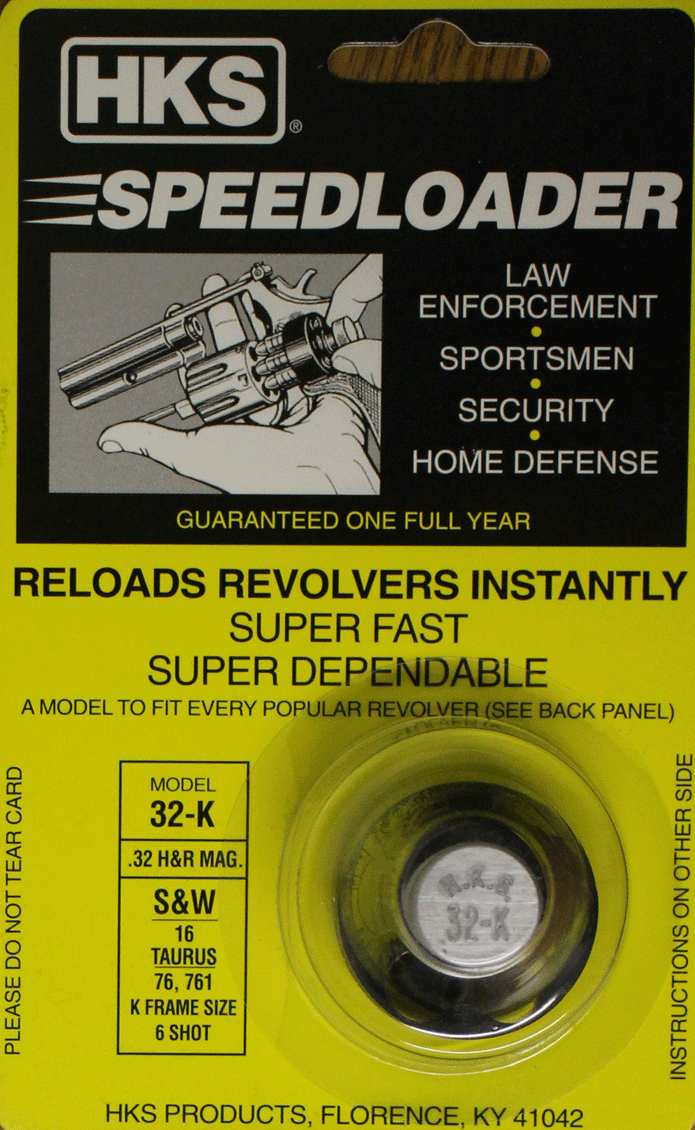 HKS®
SPEEDLOADER
LAW
ENFORCEMENT
•
SPORTSMEN
•
SECURITY
•
HOME DEFENSE
GUARANTEED ONE FULL YEAR
RELOADS REVOLVERS INSTANTLY
SUPER FAST
SUPER DEPENDABLE
A MODEL TO FIT EVERY POPULAR REVOLVER (SEE BACK PANEL)
PLEASE DO NOT TEAR CARD
MODEL
32-K
.32 H&R MAG.
S&W
16
TAURUS
76, 761
K FRAME SIZE
6 SHOT
H.K.S.
32-K
INSTRUCTIONS ON OTHER SIDE
HKS PRODUCTS, FLORENCE, KY 41042